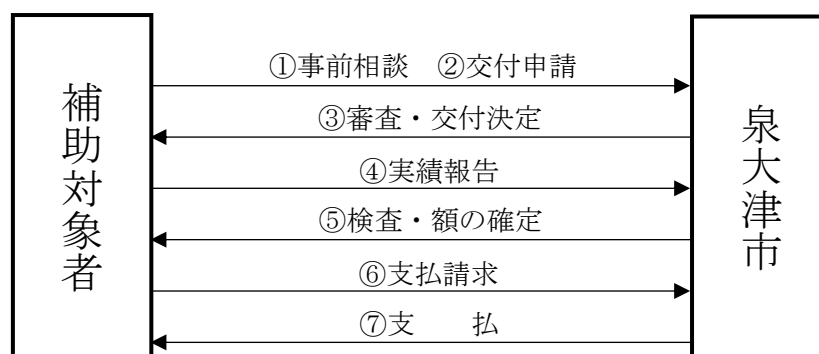 補助対象者
①事前相談　②交付申請
③審査・交付決定
④実績報告
⑤検査・額の確定
⑥支払請求
⑦支　　払
泉大津市